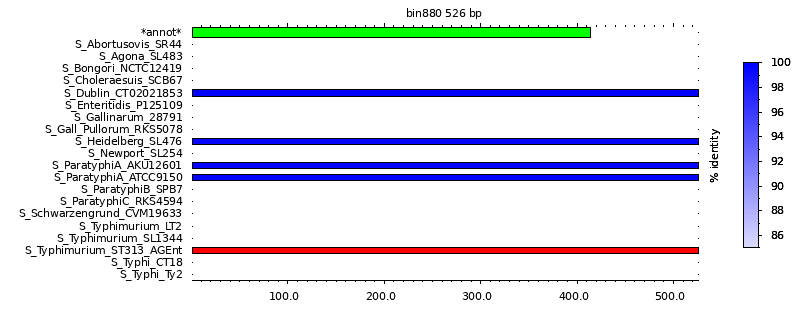 bin880 526 bp
*annot*
S_Abortusovis_SR44
S_Agona_SL483
S_Bongori_NCTC12419
S_Choleraesuis_SCB67
S_Dublin_CT02021853
S_Enteritidis_P125109
S_Gallinarum_28791
S_Gall_Pullorum_RKS5078
S_Heidelberg_SL476
S_Newport_SL254
S_ParatyphiA_AKU12601
S_ParatyphiA_ATCC9150
S_ParatyphiB_SPB7
S_ParatyphiC_RKS4594
S_Schwarzengrund_CVM19633
S_Typhimurium_LT2
S_Typhimurium_SL1344
S_Typhimurium_ST313_AGEnt
S_Typhi_CT18
S_Typhi_Ty2
100.0 200.0 300.0 400.0 500.0
% identity
100
98
96
94
92
90
88
86